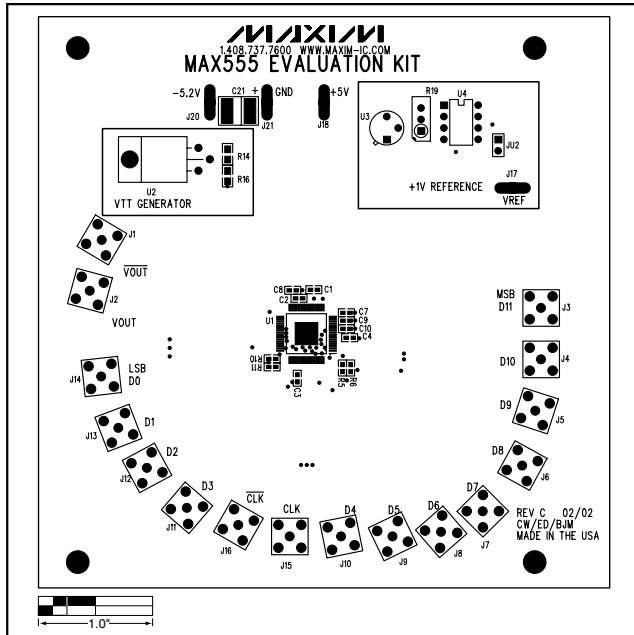 MAXIM
1.408.737.7600 WWW.MAXIM-IC.COM
MAX555 EVALUATION KIT
-5.2V
C21
+
GND
+5V
J20
J21
J18
U3
R19
U4
JU2
J17
+1V REFERENCE
VREF
R14
R16
U2
VTT GENERATOR
J1
VOUT
J2
VOUT
C8
C1
C2
U1
C7
C9
C10
C4
R10
R11
C3
R5
R6
MSB
D11
J3
D10
J4
D9
J5
D8
J6
D7
J7
D6
J8
D5
J9
D4
J10
CLK
J15
CLK
J16
D3
J11
D2
J12
D1
J13
LSB
D0
J14
REV C 02/02
CW/ED/BJM
MADE IN THE USA
1.0"